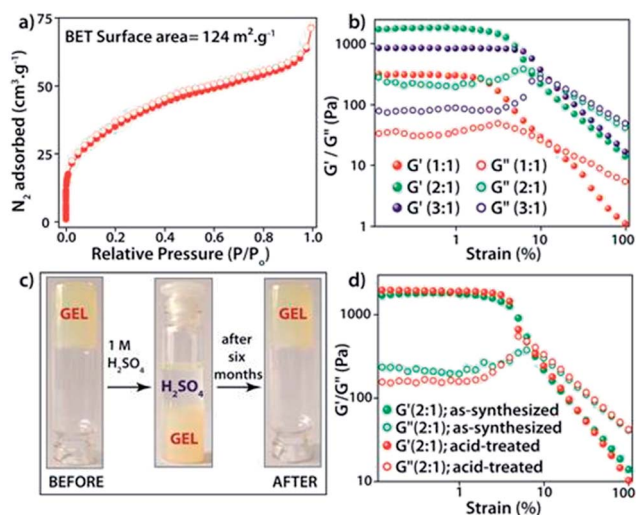 a)
75
50
25
0
N2 adsorbed (cm3.g-1)
BET Surface area= 124 m2.g-1
0.0 0.2 0.4 0.6 0.8 1.0
Relative Pressure (P/Po)
b)
1000
100
10
1
G'/ G" (Pa)
G' (1:1) G" (1:1)
G' (2:1) G" (2:1)
G' (3:1) G" (3:1)
1 10 100
Strain (%)
c)
GEL
1 M
H2SO4
H2SO4
GEL
after
six
months
GEL
BEFORE
AFTER
d)
1000
100
10
G'/G" (Pa)
G'(2:1); as-synthesized
G"(2:1); as-synthesized
G'(2:1); acid-treated
G"(2:1); acid-treated
1 10 100
Strain (%)